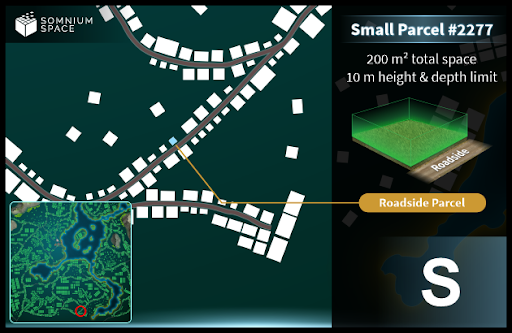 SOMNIUM
SPACE
Small Parcel #2277
200 m² total space
10 m height & depth limit
Roadside
Roadside Parcel
S